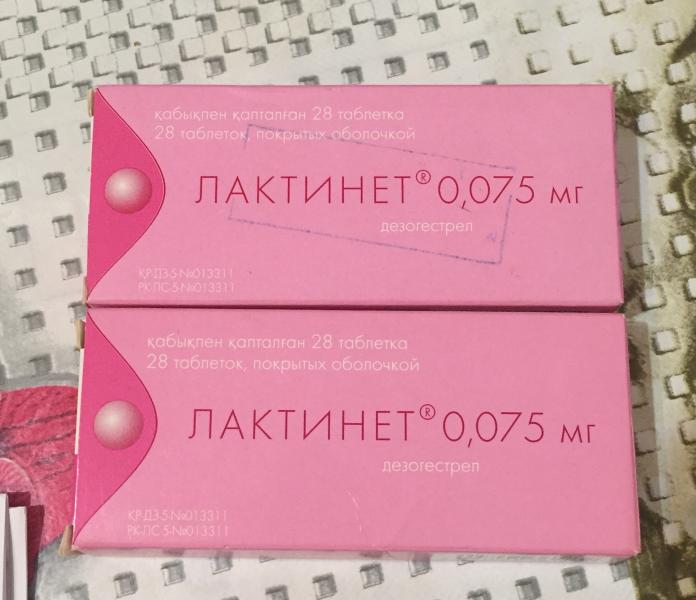 қабықпен қапталған 28 таблетка
28 таблеток, покрытых оболочкой
ЛАКТИНЕТ® 0,075 мг
дезогестрел
ҚР-ДЗ-5-№013311
РК-ЛС-5-№013311
қабықпен қапталған 28 таблетка
28 таблеток, покрытых оболочкой
ЛАКТИНЕТ® 0,075 мг
дезогестрел
ҚР-ДЗ-5-№013311
РК-ЛС-5-№013311